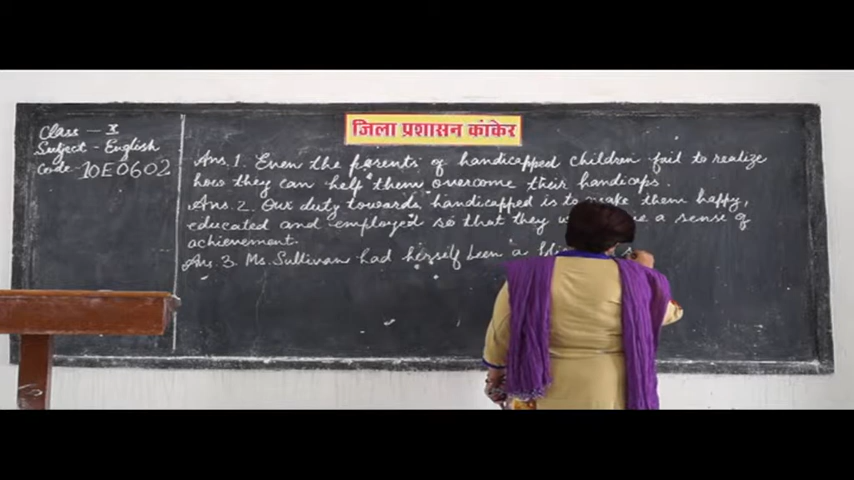 जिला प्रशासन कांकेर
Class - X
Subject - English
Code - 10E0602
Ans. 1. Even the parents of handicapped children fail to realize
how they can help them overcome their handicaps.
Ans. 2. Our duty towards handicapped is to make them happy,
educated and employed so that they a sense of
achievement.
Ans. 3. Ms. Sullivan had herself been a